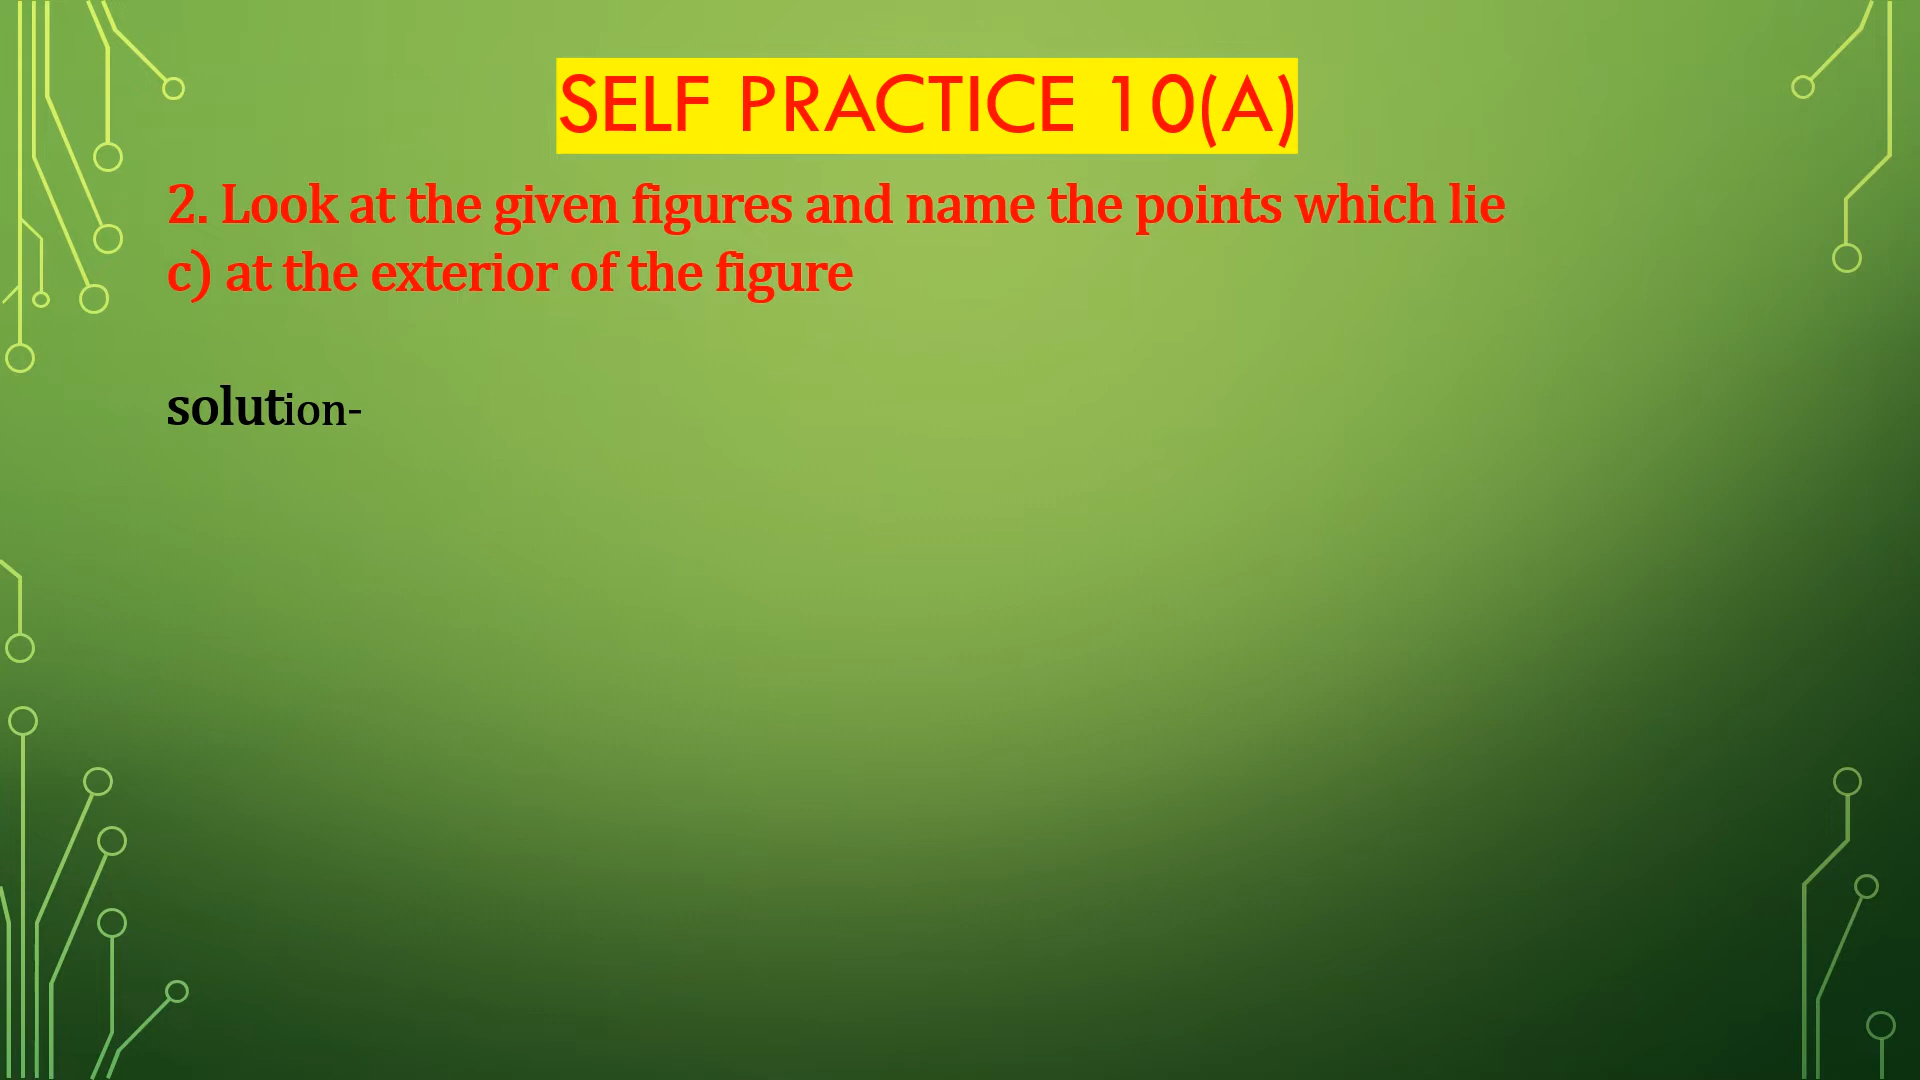 SELF PRACTICE 10(A)
2. Look at the given figures and name the points which lie
c) at the exterior of the figure
solution-